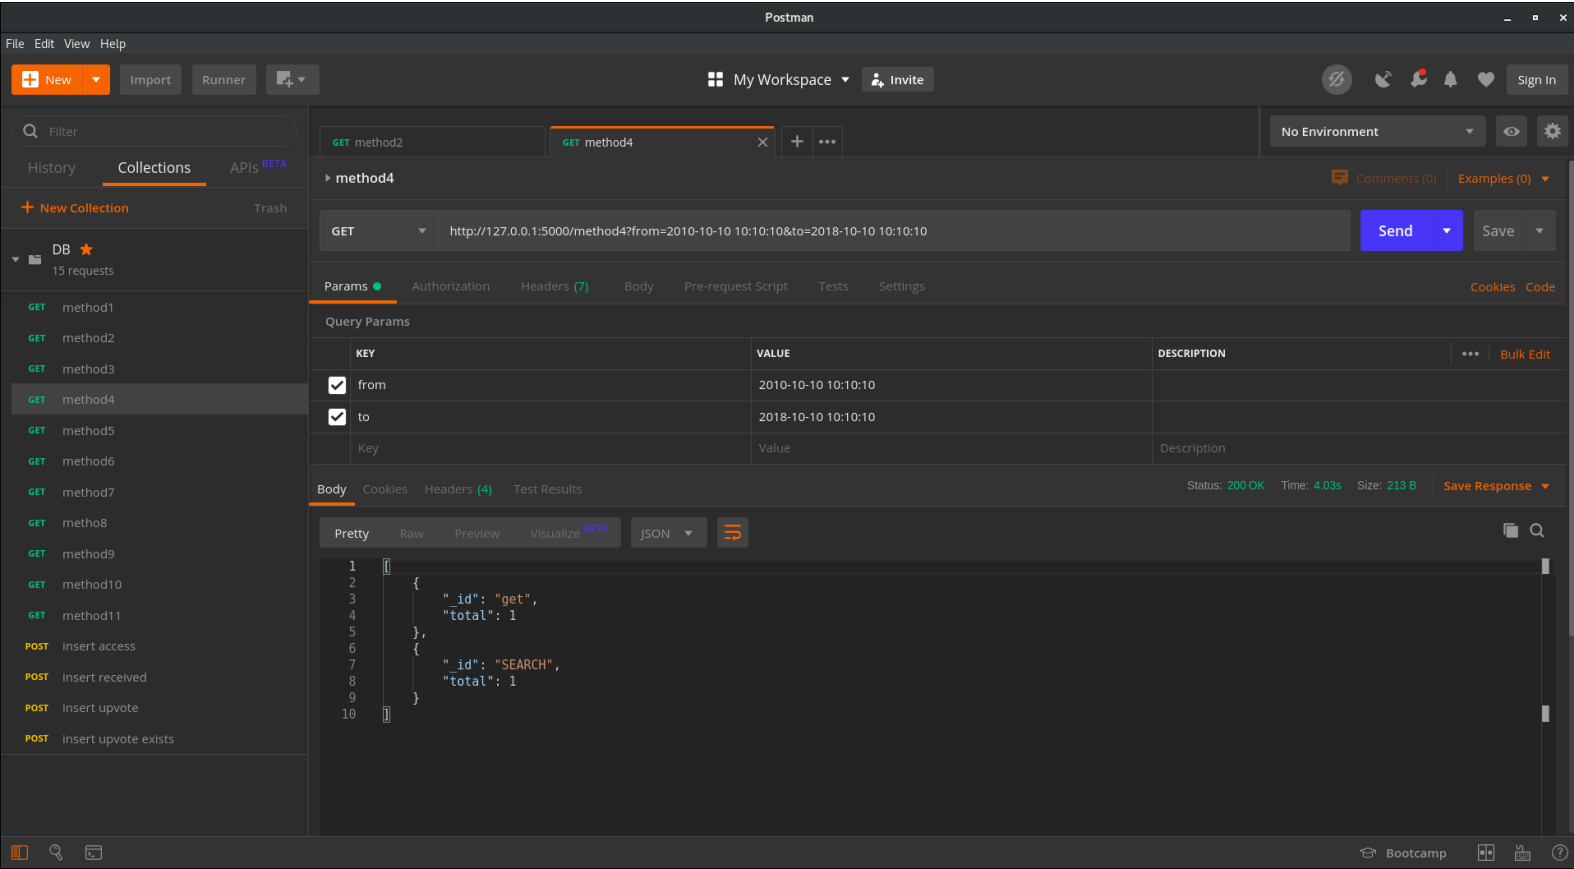 Postman
File Edit View Help
New Import Runner My Workspace Invite Sign In
Filter
History Collections APIs BETA
+ New Collection Trash
DB
15 requests
GET method1
GET method2
GET method3
GET method4
GET method5
GET method6
GET method7
GET metho8
GET method9
GET method10
GET method11
POST insert access
POST insert received
POST insert upvote
POST insert upvote exists
GET method2 GET method4 No Environment
method4 Comments (0) Examples (0)
GET http://127.0.0.1:5000/method4?from=2010-10-10 10:10:10&to=2018-10-10 10:10:10 Send Save
Params Authorization Headers (7) Body Pre-request Script Tests Settings Cookies Code
Query Params
KEY VALUE DESCRIPTION Bulk Edit
from 2010-10-10 10:10:10
to 2018-10-10 10:10:10
Key Value Description
Body Cookies Headers (4) Test Results Status: 200 OK Time: 4.03s Size: 213 B Save Response
Pretty Raw Preview Visualize BETA JSON
1 [
2 {
3 "_id": "get",
4 "total": 1
5 },
6 {
7 "_id": "SEARCH",
8 "total": 1
9 }
10 ]
Bootcamp